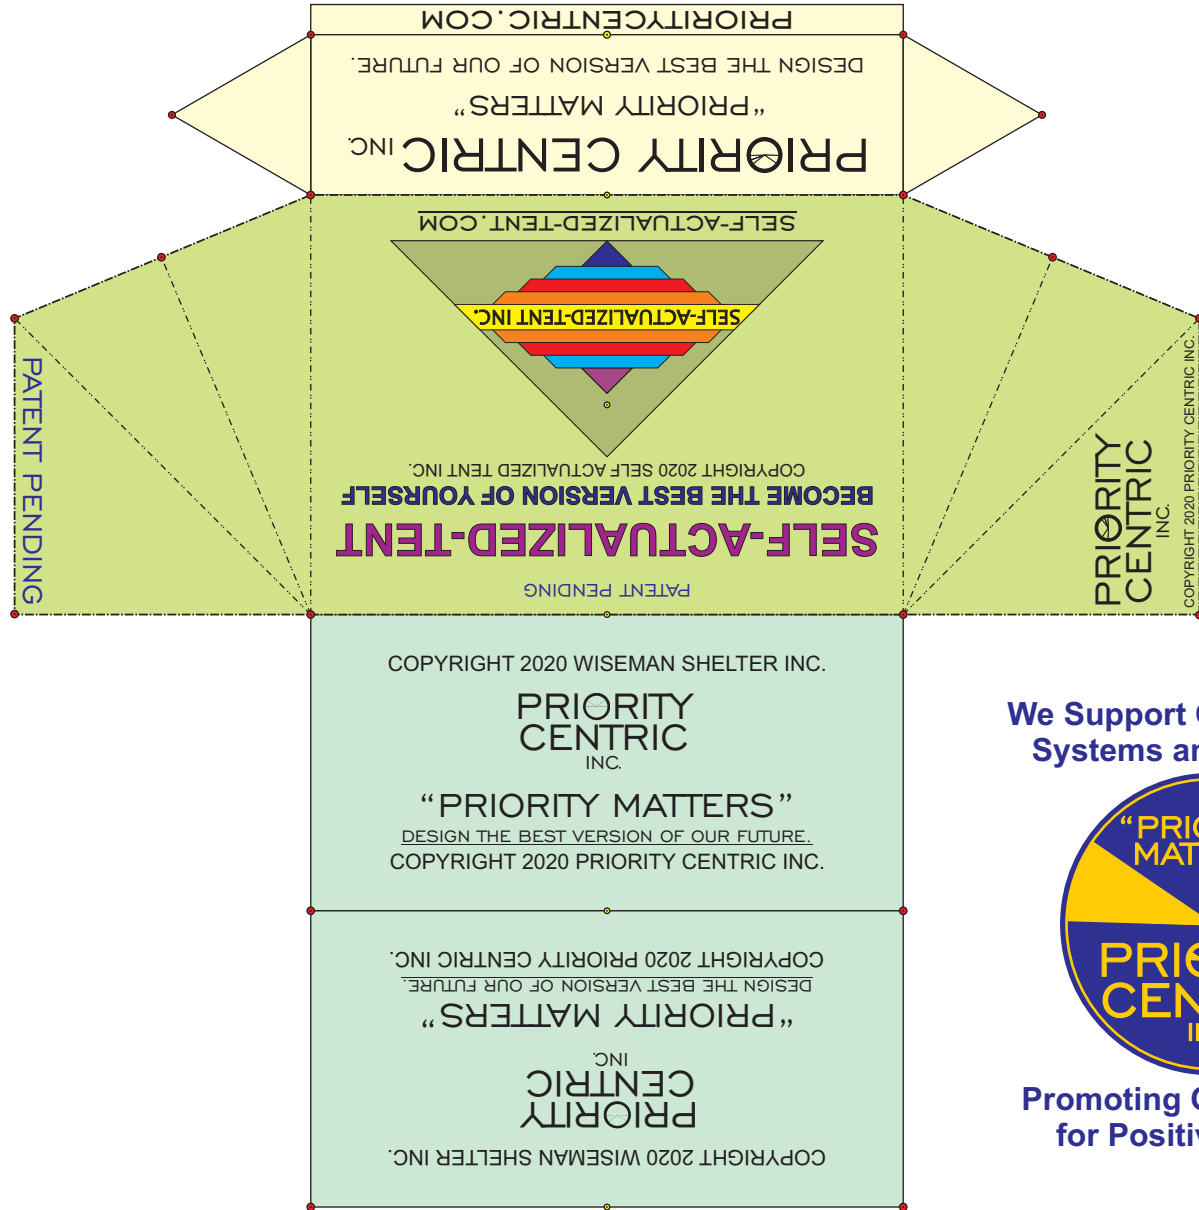 PRIORITYCENTRIC.COM
DESIGN THE BEST VERSION OF OUR FUTURE.
"PRIORITY MATTERS"
PRIORITY CENTRIC INC.
SELF-ACTUALIZED-TENT.COM
SELF-ACTUALIZED-TENT INC.
COPYRIGHT 2020 SELF ACTUALIZED TENT INC.
BECOME THE BEST VERSION OF YOURSELF
SELF-ACTUALIZED-TENT
PATENT PENDING
PATENT PENDING
PRIORITY
CENTRIC
INC.
COPYRIGHT 2020 PRIORITY CENTRIC INC.
COPYRIGHT 2020 WISEMAN SHELTER INC.
PRIORITY
CENTRIC
INC.
"PRIORITY MATTERS"
DESIGN THE BEST VERSION OF OUR FUTURE.
COPYRIGHT 2020 PRIORITY CENTRIC INC.
COPYRIGHT 2020 PRIORITY CENTRIC INC.
DESIGN THE BEST VERSION OF OUR FUTURE.
"PRIORITY MATTERS"
INC.
CENTRIC
PRIORITY
COPYRIGHT 2020 WISEMAN SHELTER INC.
We Support
Systems
"PRI
MAT
PRI
CEN
Promoting
for